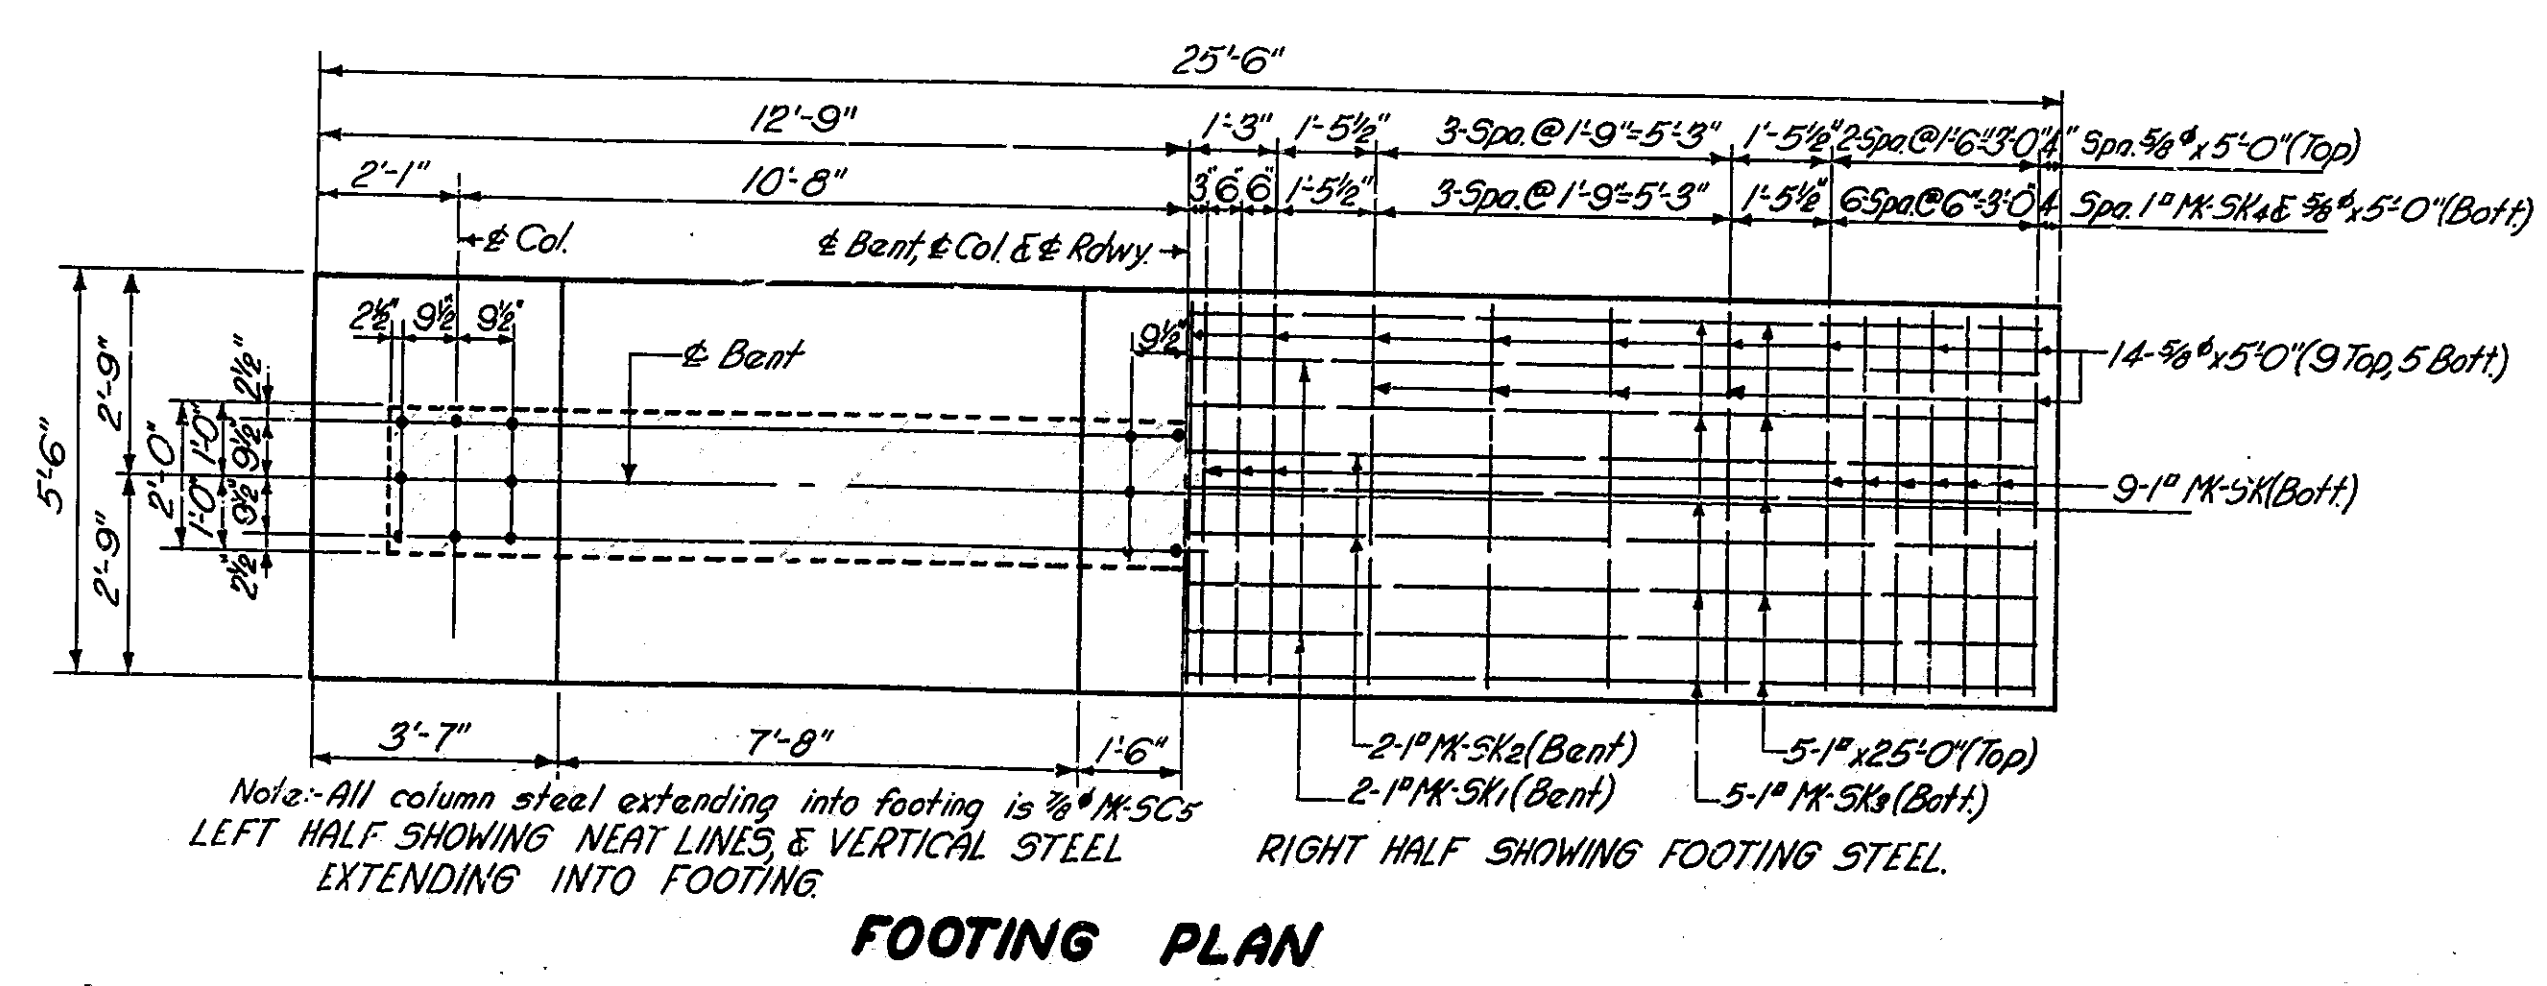 25'-6"
12'-9"
1'-3"
1'-5½"
3-Spa.@1'-9"=5'-3"
1'-5½"
2-Spa.@1'-6"=3'-0"
4" Spa. ⅝ᶲ x 5'-0"(Top)
2'-1"
10'-8"
3"
6"
6"
1'-5½"
3-Spa.@1'-9"=5'-3"
1'-5½"
6-Spa.@6"=3'-0"
4 Spa. 1▫ MK-SK4 & ⅝ᶲ x 5'-0"(Bott.)
℄ Col.
℄ Bent, ℄ Col. & ℄ Rdwy.
2½"
9½"
9½"
9½"
℄ Bent
14-⅝ᶲ x 5'-0"(9 Top, 5 Bott.)
5'-6"
2'-9"
2'-9"
2'-0"
1'-0"
1'-0"
2½"
9½"
9½"
2½"
9-1▫ MK-SK(Bott.)
3'-7"
7'-8"
1'-6"
2-1▫ MK-SK2(Bent)
2-1▫ MK-SK1(Bent)
5-1▫ x 25'-0"(Top)
5-1▫ MK-SK3(Bott.)
Note:-All column steel extending into footing is ⅞ᶲ MK-SC5
LEFT HALF SHOWING NEAT LINES, & VERTICAL STEEL
EXTENDING INTO FOOTING.
RIGHT HALF SHOWING FOOTING STEEL.
FOOTING PLAN